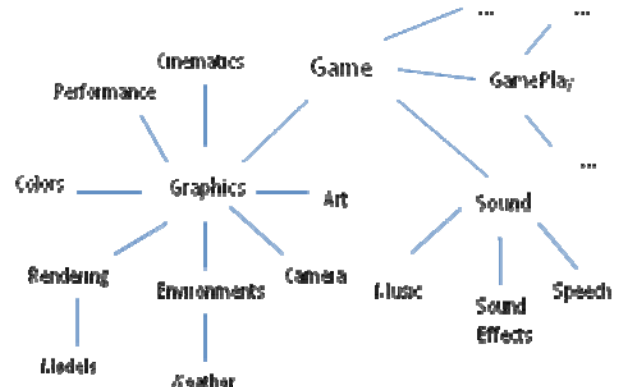 ...
...
Cinematics
Game
Performance
GamePlay
...
Colors
Graphics
Art
Sound
Rendering
Environments
Camera
Music
Sound
Effects
Speech
Models
Weather